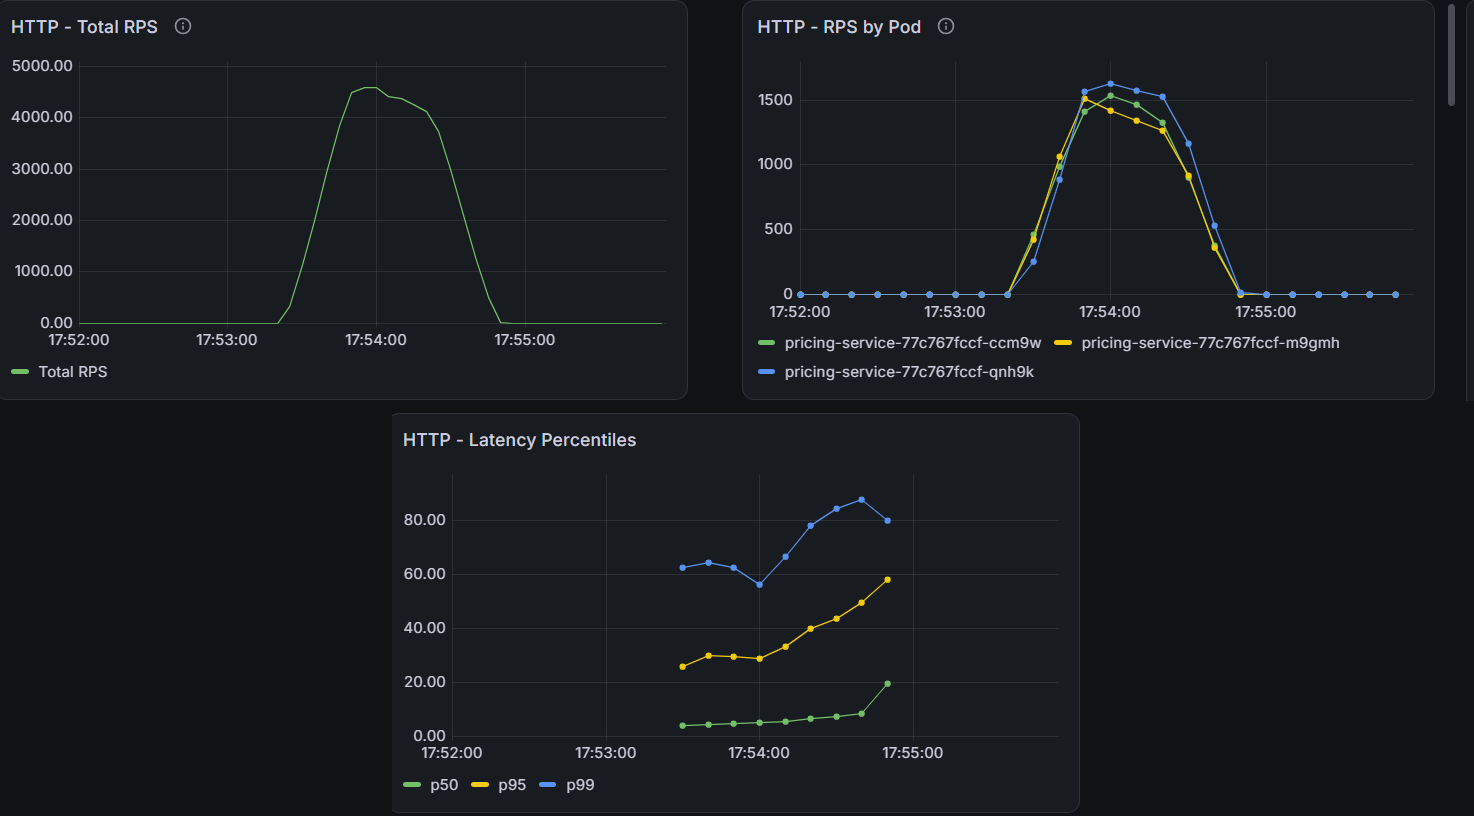 HTTP - Total RPS
5000.00
4000.00
3000.00
2000.00
1000.00
0.00
17:52:00 17:53:00 17:54:00 17:55:00
Total RPS
HTTP - RPS by Pod
1500
1000
500
0
17:52:00 17:53:00 17:54:00 17:55:00
pricing-service-77c767fccf-ccm9w pricing-service-77c767fccf-m9gmh
pricing-service-77c767fccf-qnh9k
HTTP - Latency Percentiles
80.00
60.00
40.00
20.00
0.00
17:52:00 17:53:00 17:54:00 17:55:00
p50 p95 p99